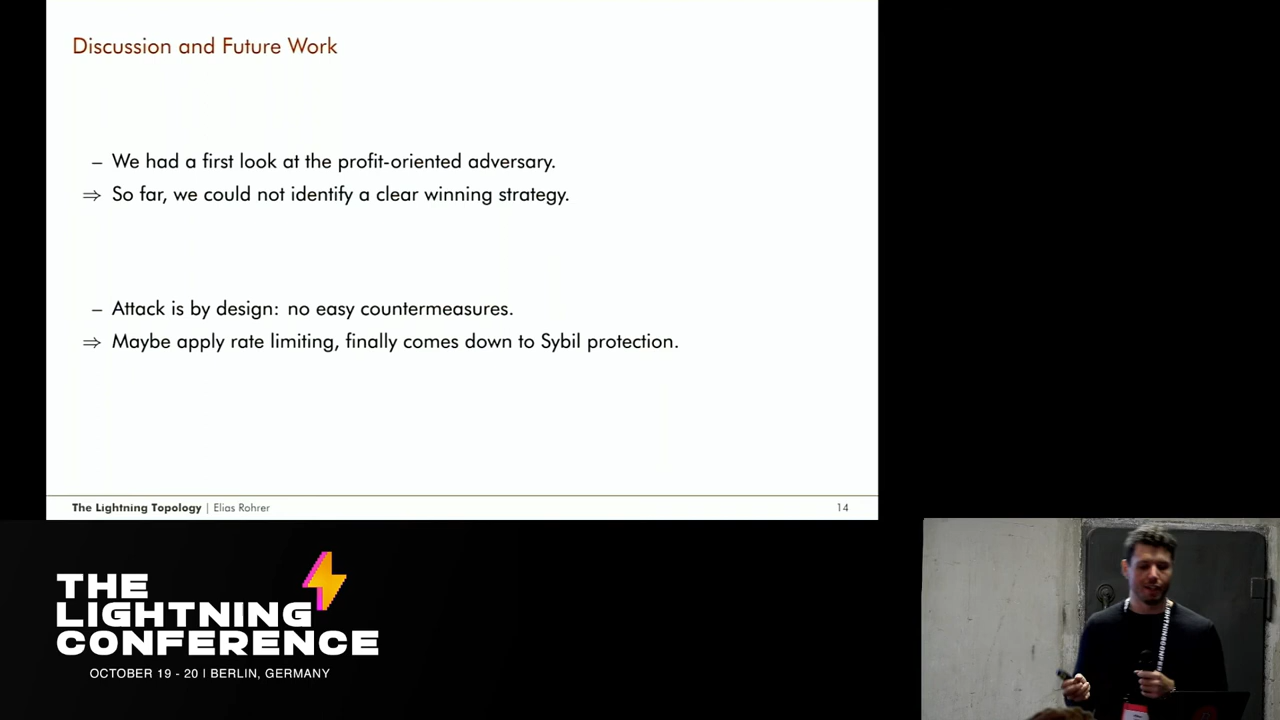 Discussion and Future Work
– We had a first look at the profit-oriented adversary.
⇒ So far, we could not identify a clear winning strategy.
– Attack is by design: no easy countermeasures.
⇒ Maybe apply rate limiting, finally comes down to Sybil protection.
The Lightning Topology | Elias Rohrer
14
THE
LIGHTNING
CONFERENCE
OCTOBER 19 - 20 | BERLIN, GERMANY